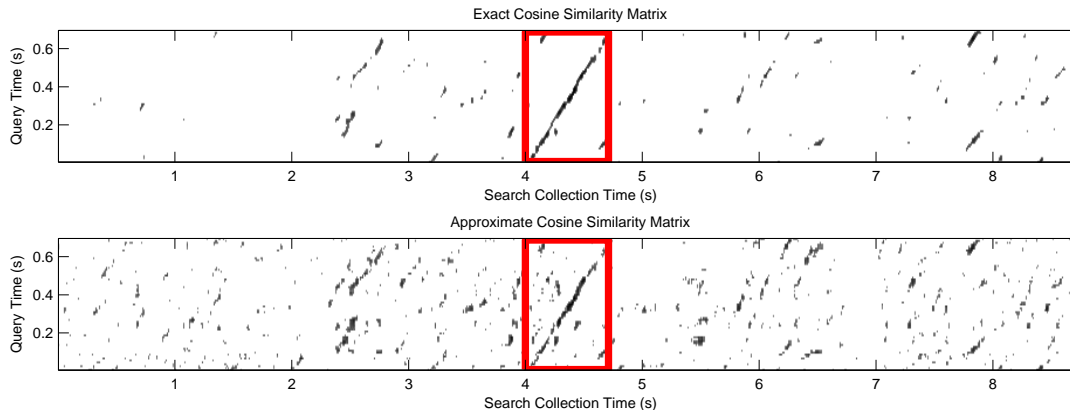 Exact Cosine Similarity Matrix
0.6
0.4
0.2
Query Time (s)
1 2 3 4 5 6 7 8
Search Collection Time (s)
Approximate Cosine Similarity Matrix
0.6
0.4
0.2
Query Time (s)
1 2 3 4 5 6 7 8
Search Collection Time (s)